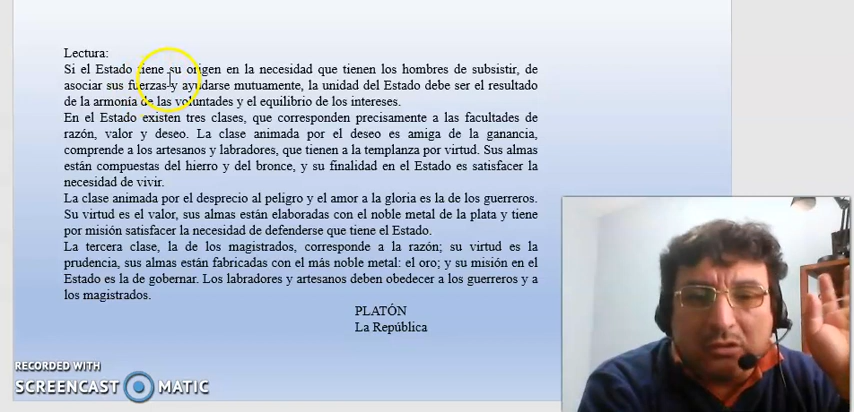 Lectura:
Si el Estado tiene su origen en la necesidad que tienen los hombres de subsistir, de
asociar sus fuerzas y ayudarse mutuamente, la unidad del Estado debe ser el resultado
de la armonía de las voluntades y el equilibrio de los intereses.
En el Estado existen tres clases, que corresponden precisamente a las facultades de
razón, valor y deseo. La clase animada por el deseo es amiga de la ganancia,
comprende a los artesanos y labradores, que tienen a la templanza por virtud. Sus almas
están compuestas del hierro y del bronce, y su finalidad en el Estado es satisfacer la
necesidad de vivir.
La clase animada por el desprecio al peligro y el amor a la gloria es la de los guerreros.
Su virtud es el valor, sus almas están elaboradas con el noble metal de la plata y tiene
por misión satisfacer la necesidad de defenderse que tiene el Estado.
La tercera clase, la de los magistrados, corresponde a la razón; su virtud es la
prudencia, sus almas están fabricadas con el más noble metal: el oro; y su misión en el
Estado es la de gobernar. Los labradores y artesanos deben obedecer a los guerreros y a
los magistrados.
PLATÓN
La República
RECORDED WITH
SCREENCAST MATIC